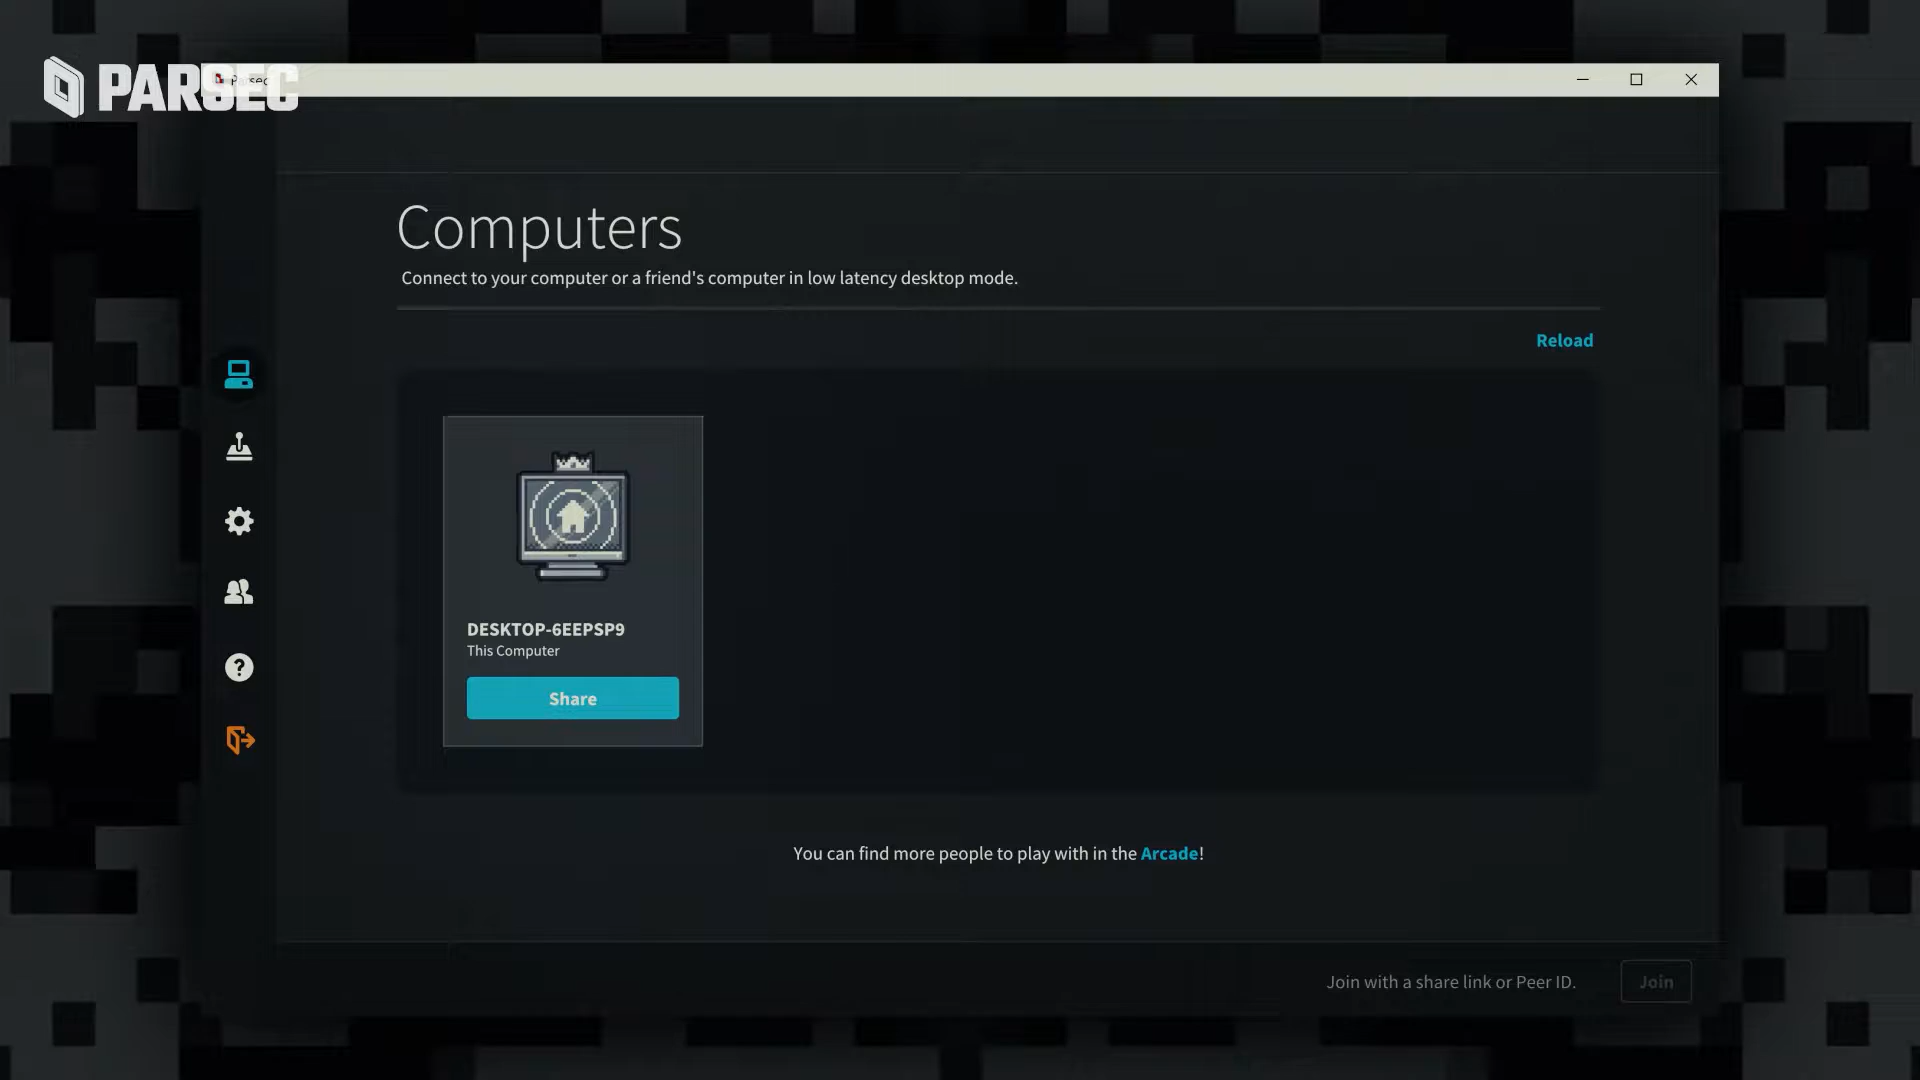 PARSEC
Parsec
Computers
Connect to your computer or a friend's computer in low latency desktop mode.
Reload
DESKTOP-6EEPSP9
This Computer
Share
You can find more people to play with in the Arcade!
Join with a share link or Peer ID.
Join